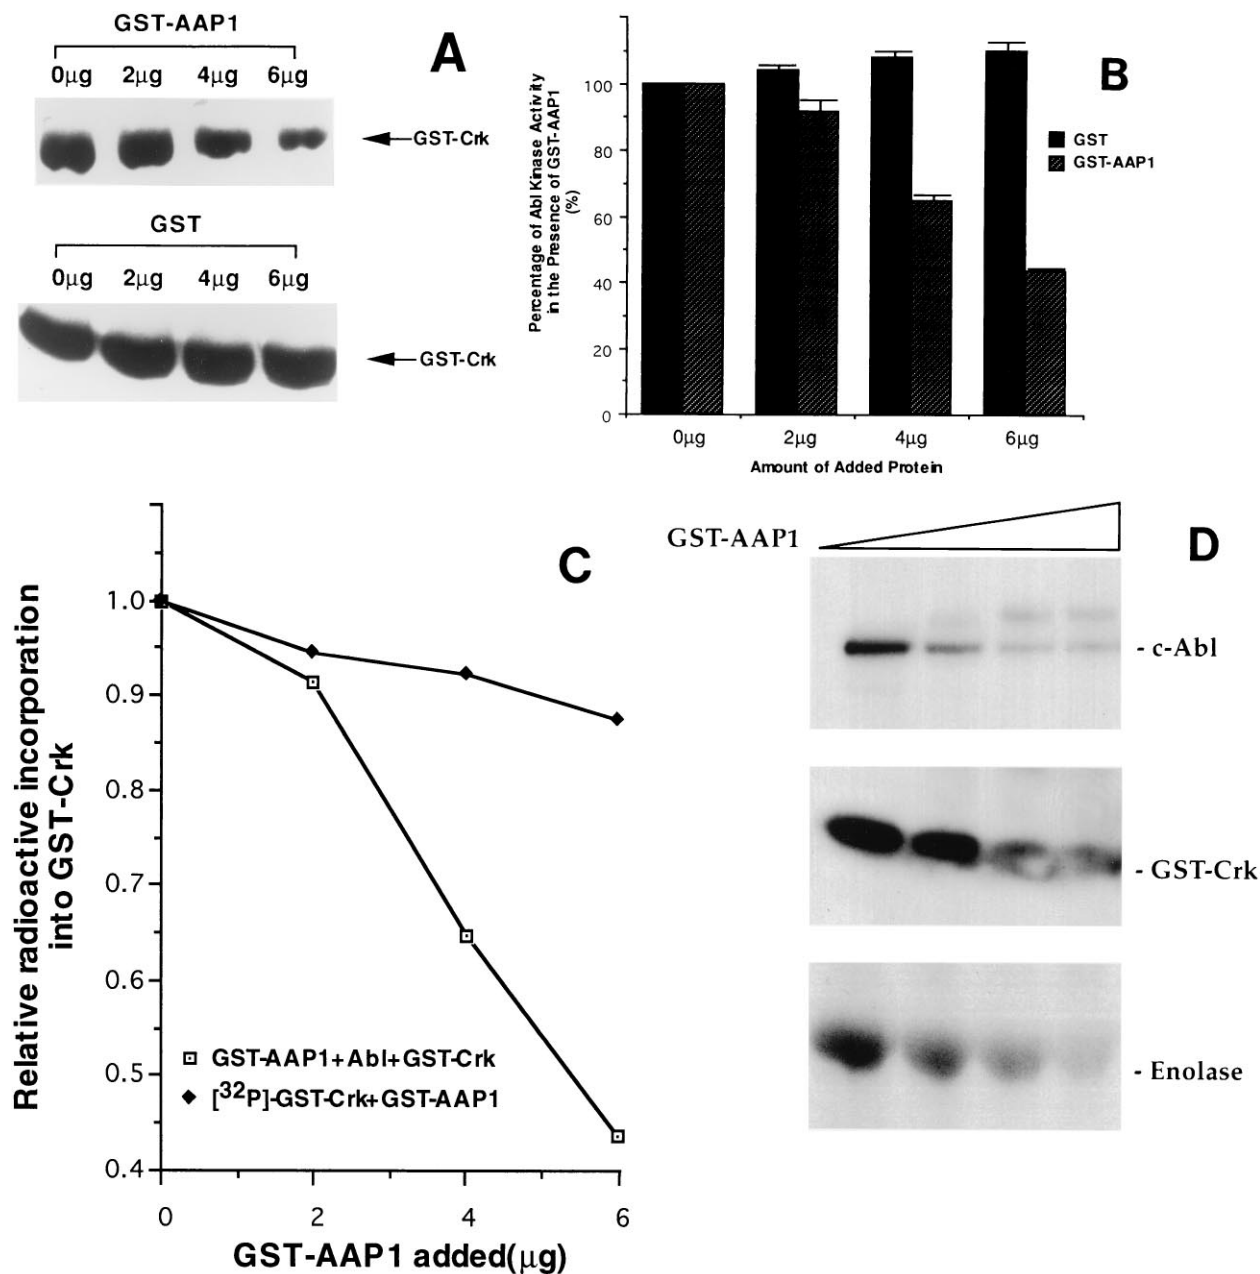 GST-AAP1
0μg 2μg 4μg 6μg
A
GST-Crk
GST
0μg 2μg 4μg 6μg
GST-Crk
B
Percentage of Abl Kinase Activity
in the Presence of GST-AAP1
(%)
100
80
60
40
20
0
GST
GST-AAP1
0μg 2μg 4μg 6μg
Amount of Added Protein
C
Relative radioactive incorporation
into GST-Crk
1.0
0.9
0.8
0.7
0.6
0.5
0.4
GST-AAP1+Abl+GST-Crk
[32P]-GST-Crk+GST-AAP1
0 2 4 6
GST-AAP1 added(μg)
GST-AAP1
D
- c-Abl
- GST-Crk
- Enolase